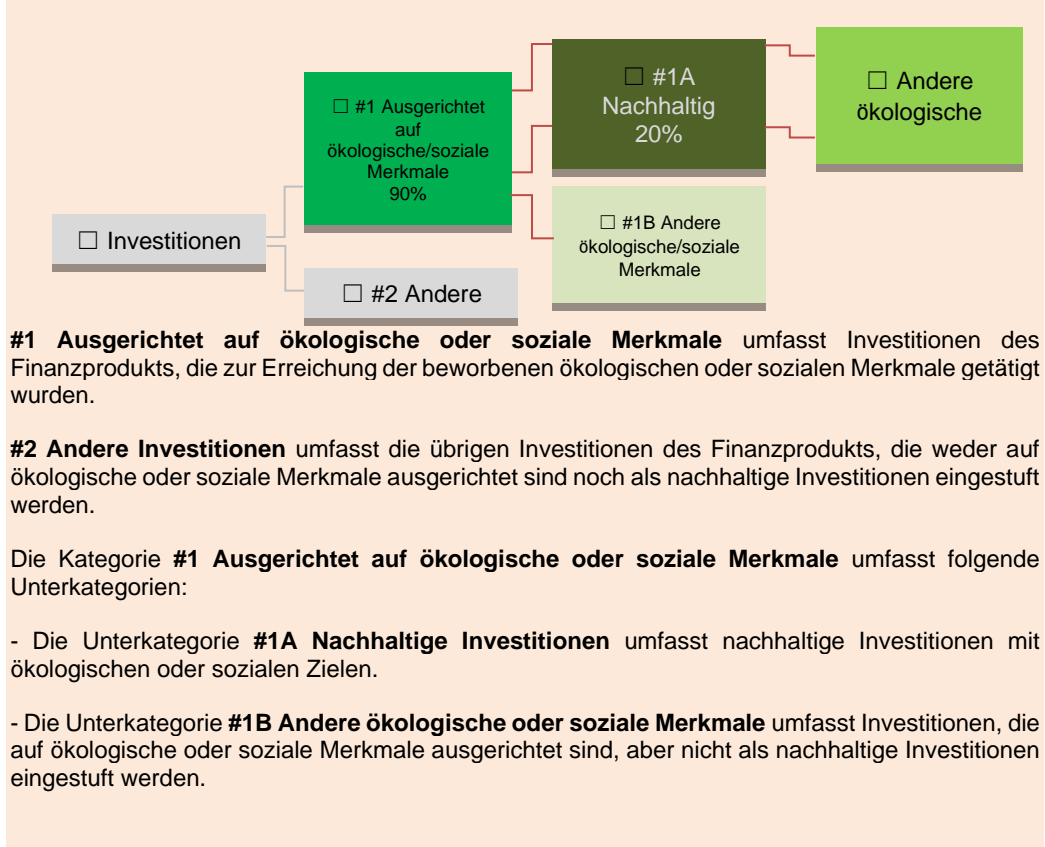 ☐ #1A
Nachhaltig
20%
☐ Andere
ökologische
☐ #1 Ausgerichtet
auf
ökologische/soziale
Merkmale
90%
☐ #1B Andere
ökologische/soziale
Merkmale
☐ Investitionen
☐ #2 Andere
#1 Ausgerichtet auf ökologische oder soziale Merkmale umfasst Investitionen des
Finanzprodukts, die zur Erreichung der beworbenen ökologischen oder sozialen Merkmale getätigt
wurden.
#2 Andere Investitionen umfasst die übrigen Investitionen des Finanzprodukts, die weder auf
ökologische oder soziale Merkmale ausgerichtet sind noch als nachhaltige Investitionen eingestuft
werden.
Die Kategorie #1 Ausgerichtet auf ökologische oder soziale Merkmale umfasst folgende
Unterkategorien:
- Die Unterkategorie #1A Nachhaltige Investitionen umfasst nachhaltige Investitionen mit
ökologischen oder sozialen Zielen.
- Die Unterkategorie #1B Andere ökologische oder soziale Merkmale umfasst Investitionen, die
auf ökologische oder soziale Merkmale ausgerichtet sind, aber nicht als nachhaltige Investitionen
eingestuft werden.